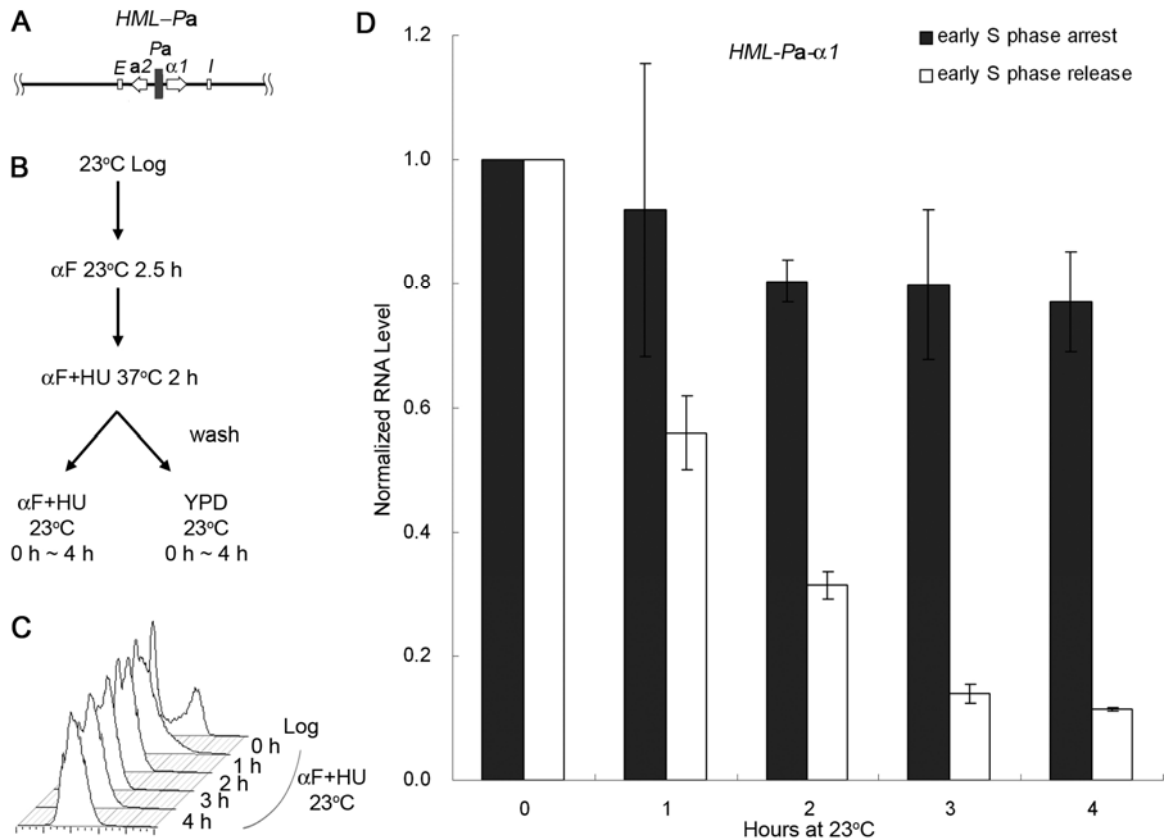 A
HML–Pa
Pa
E a2 α1 I
B
23°C Log
αF 23°C 2.5 h
αF+HU 37°C 2 h
wash
αF+HU
23°C
0 h ~ 4 h
YPD
23°C
0 h ~ 4 h
C
Log
0 h
1 h
2 h
3 h
4 h
αF+HU
23°C
D
HML-Pa-α1
early S phase arrest
early S phase release
Normalized RNA Level
1.2
1.0
0.8
0.6
0.4
0.2
0.0
0 1 2 3 4
Hours at 23°C